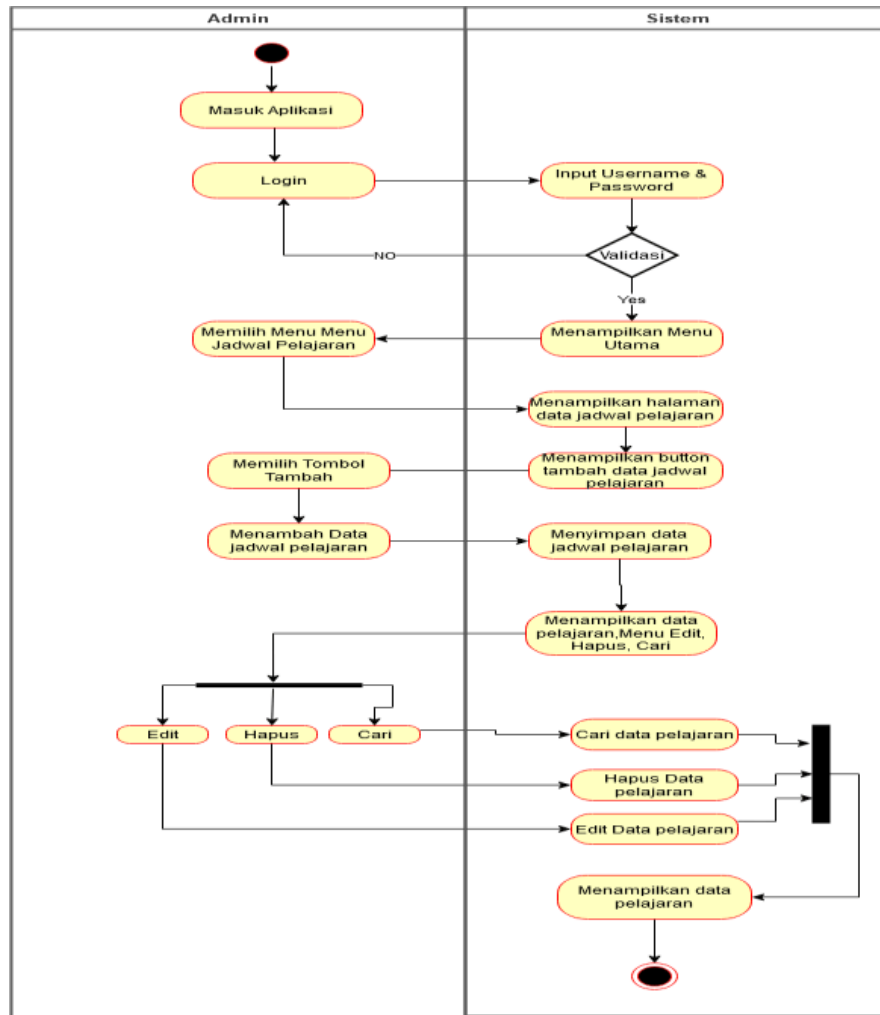 Admin
Sistem
Masuk Aplikasi
Login
Input Username &
Password
Validasi
NO
Yes
Memilih Menu Menu
Jadwal Pelajaran
Menampilkan Menu
Utama
Menampilkan halaman
data jadwal pelajaran
Memilih Tombol
Tambah
Menampilkan button
tambah data jadwal
pelajaran
Menambah Data
jadwal pelajaran
Menyimpan data
jadwal pelajaran
Menampilkan data
pelajaran,Menu Edit,
Hapus, Cari
Edit
Hapus
Cari
Cari data pelajaran
Hapus Data
pelajaran
Edit Data pelajaran
Menampilkan data
pelajaran